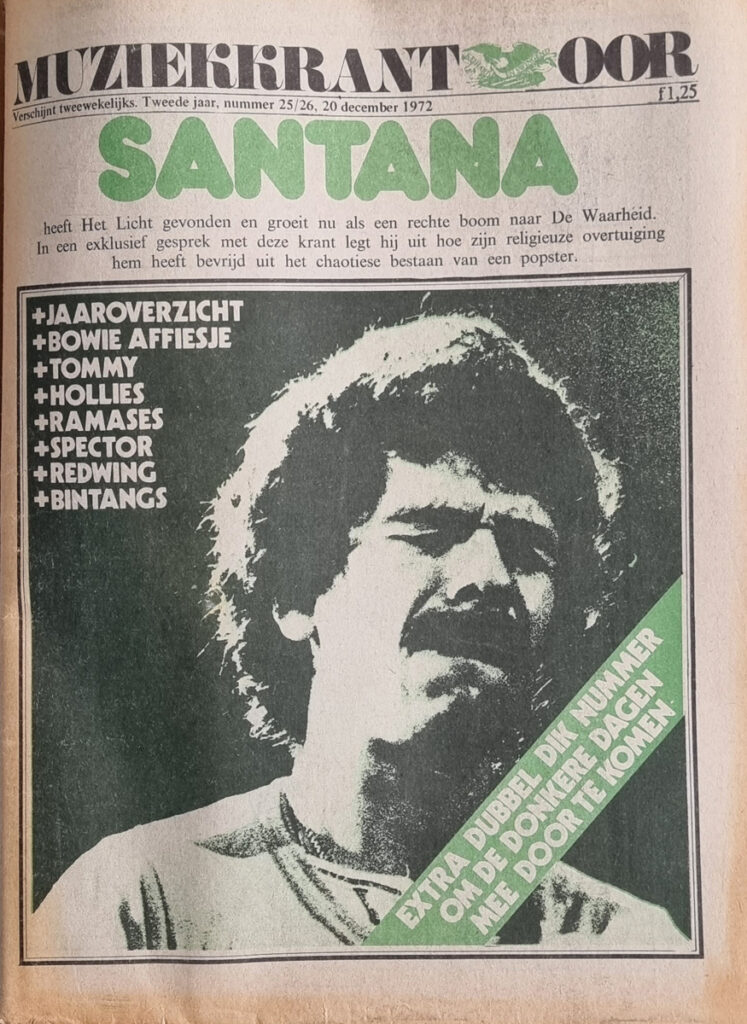 MUZIEKKRANT OOR
Verschijnt tweewekelijks. Tweede jaar, nummer 25/26, 20 december 1972
f1,25
SANTANA
heeft Het Licht gevonden en groeit nu als een rechte boom naar De Waarheid.
In een exklusief gesprek met deze krant legt hij uit hoe zijn religieuze overtuiging
hem heeft bevrijd uit het chaotiese bestaan van een popster.
+JAAROVERZICHT
+BOWIE AFFIESJE
+TOMMY
+HOLLIES
+RAMASES
+SPECTOR
+REDWING
+BINTANGS
EXTRA DUBBEL DIK NUMMER
OM DE DONKERE DAGEN
MEE DOOR TE KOMEN